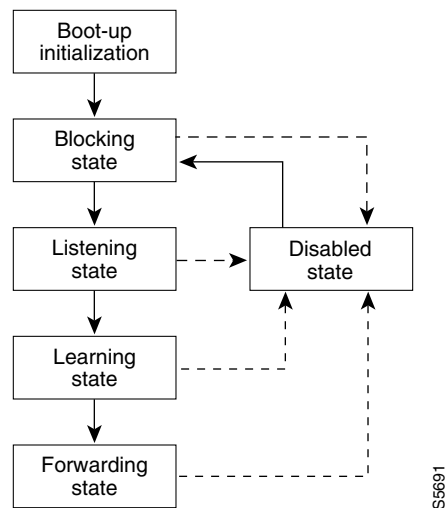 Boot-up
initialization
Blocking
state
Listening
state
Disabled
state
Learning
state
Forwarding
state
S5691